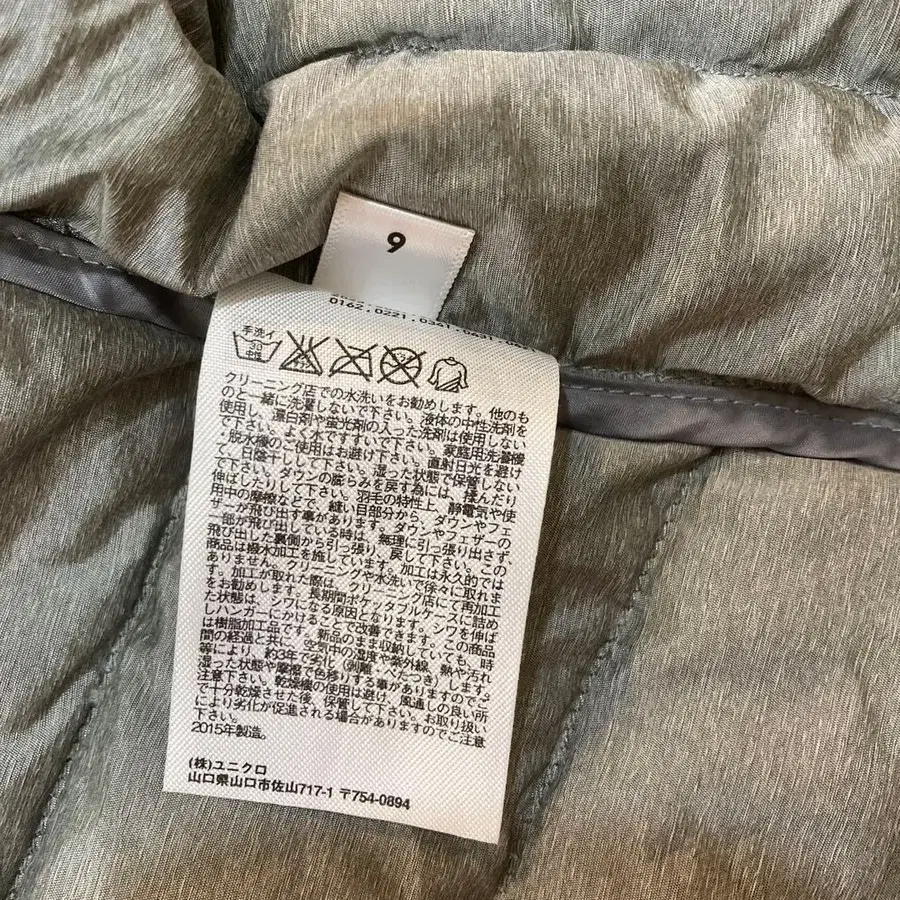 9
0162,0221,0341
手洗イ
30
中性
クリーニング店での水洗いをお勧めします。他のも
のと一緒に洗濯しないで下さい。液体の中性洗剤を
使用し、漂白剤や蛍光剤の入った洗剤は使用しない
で下さい。よく水ですすいで下さい。家庭用洗濯機
、脱水機のご使用はお避け下さい。直射日光を避け
て、日陰干しして下さい。湿った状態で保管しない
で下さい。ダウンの膨らみを戻す為には、揉んだり
伸ばしたりして下さい。羽毛の特性上、静電気や使
用中の摩擦などで、縫い目部分から、ダウンやフェ
ザーが飛び出す事があります。ダウンやフェザーの
一部が飛び出している時は、無理に引っ張り出さず、
飛び出した裏側から引っ張り、戻して下さい。この
商品は撥水加工を施しています。加工は永久的では
ありません。クリーニングや水洗いで徐々に取れま
す。加工が取れた際は、クリーニング店にて再加工
をお勧めします。長期間ポケッタブルケースに詰め
た状態は、シワになる原因となります。シワを伸ば
しハンガーにかけることで改善できます。この商品
は樹脂加工品です。新品のまま収納していても、時
間の経過と共に、空気中の湿度や紫外線、熱や汚れ
等により、約3年で劣化(剥離・べたつき)します。
湿った状態や摩擦で色移りする事がありますのでご
注意下さい。乾燥機の使用は避け、風通しの良い所
で十分乾燥させた後、保管して下さい。お取り扱い
により劣化が促進される場合がありますのでご注意
下さい。
2015年製造。
(株)ユニクロ
山口県山口市佐山717-1 〒754-0894